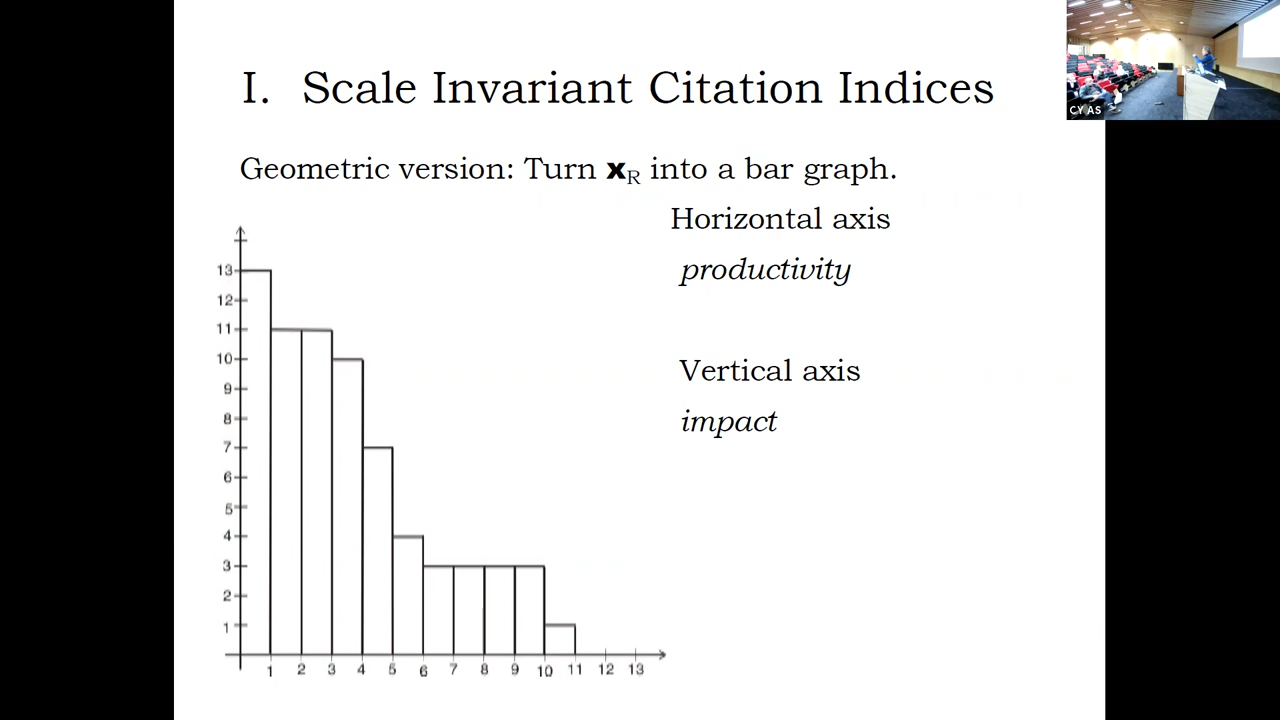 I. Scale Invariant Citation Indices
CY AS
Geometric version: Turn xR into a bar graph.
Horizontal axis
productivity
Vertical axis
impact
13
12
11
10
9
8
7
6
5
4
3
2
1
1 2 3 4 5 6 7 8 9 10 11 12 13